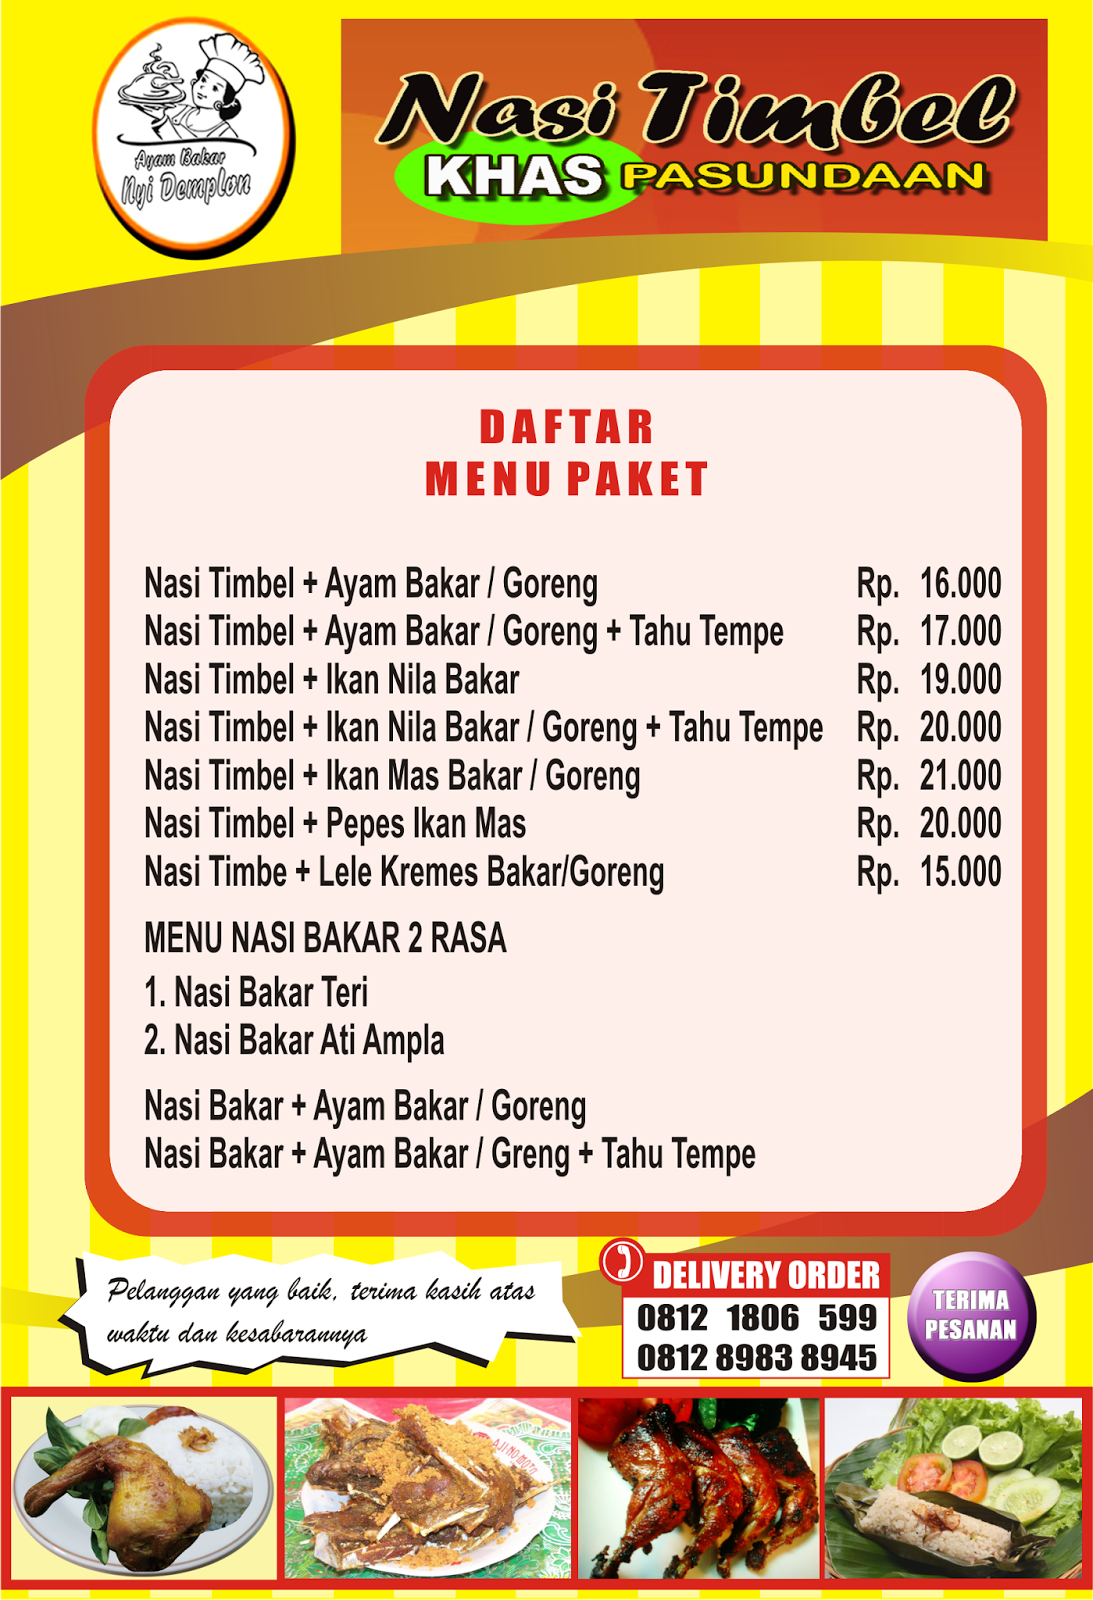 Ayam Bakar
Nyi Demplon
Nasi Timbel
KHAS PASUNDAAN
DAFTAR
MENU PAKET
Nasi Timbel + Ayam Bakar / Goreng Rp. 16.000
Nasi Timbel + Ayam Bakar / Goreng + Tahu Tempe Rp. 17.000
Nasi Timbel + Ikan Nila Bakar Rp. 19.000
Nasi Timbel + Ikan Nila Bakar / Goreng + Tahu Tempe Rp. 20.000
Nasi Timbel + Ikan Mas Bakar / Goreng Rp. 21.000
Nasi Timbel + Pepes Ikan Mas Rp. 20.000
Nasi Timbe + Lele Kremes Bakar/Goreng Rp. 15.000
MENU NASI BAKAR 2 RASA
1. Nasi Bakar Teri
2. Nasi Bakar Ati Ampla
Nasi Bakar + Ayam Bakar / Goreng
Nasi Bakar + Ayam Bakar / Greng + Tahu Tempe
Pelanggan yang baik, terima kasih atas
waktu dan kesabarannya
DELIVERY ORDER
0812 1806 599
0812 8983 8945
TERIMA
PESANAN
AJI-NO-MOTO